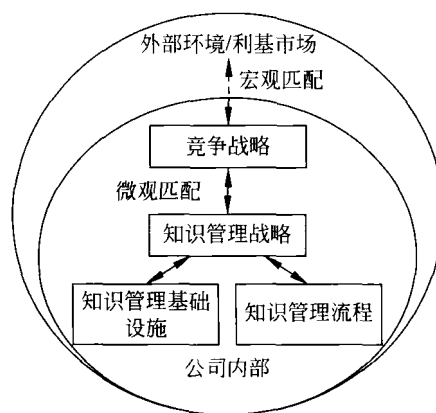 外部环境/利基市场
宏观匹配
竞争战略
微观匹配
知识管理战略
知识管理基础
设施
知识管理流程
公司内部